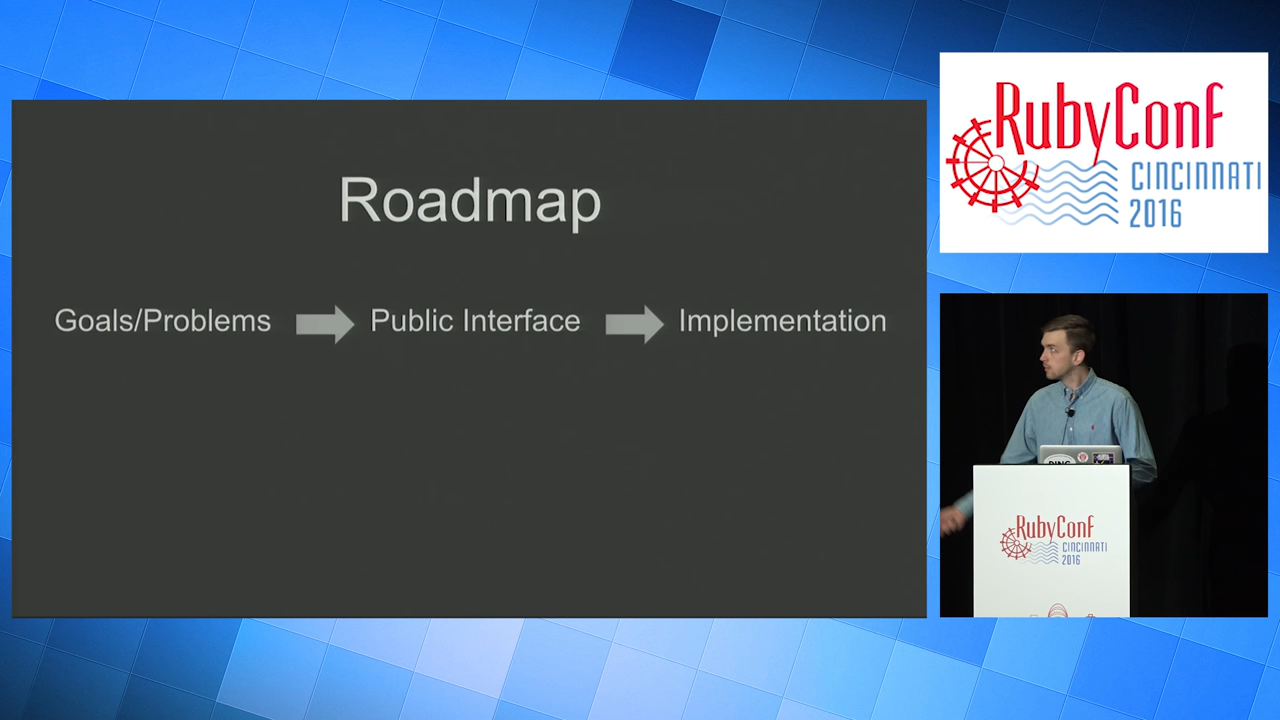 Roadmap
Goals/Problems Public Interface Implementation
RubyConf
CINCINNATI
2016
RubyConf
CINCINNATI
2016